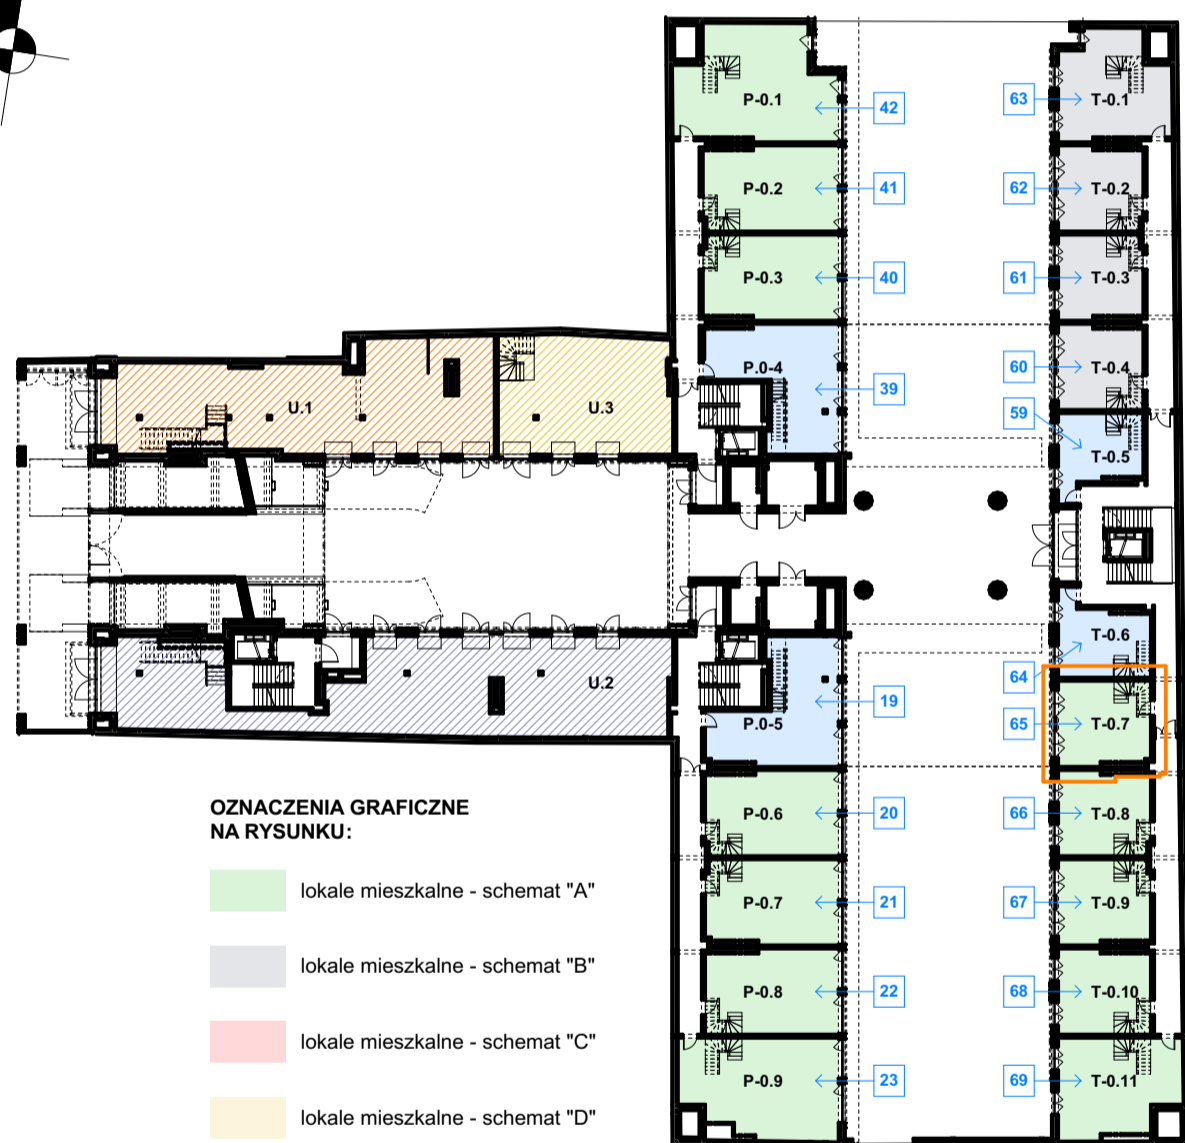 P-0.1
42
63
T-0.1
P-0.2
41
62
T-0.2
P-0.3
40
61
T-0.3
P.0-4
39
60
T-0.4
59
T-0.5
U.1
U.3
U.2
T-0.6
64
P.0-5
19
65
T-0.7
P-0.6
20
66
T-0.8
P-0.7
21
67
T-0.9
P-0.8
22
68
T-0.10
P-0.9
23
69
T-0.11
OZNACZENIA GRAFICZNE
NA RYSUNKU:
lokale mieszkalne - schemat "A"
lokale mieszkalne - schemat "B"
lokale mieszkalne - schemat "C"
lokale mieszkalne - schemat "D"